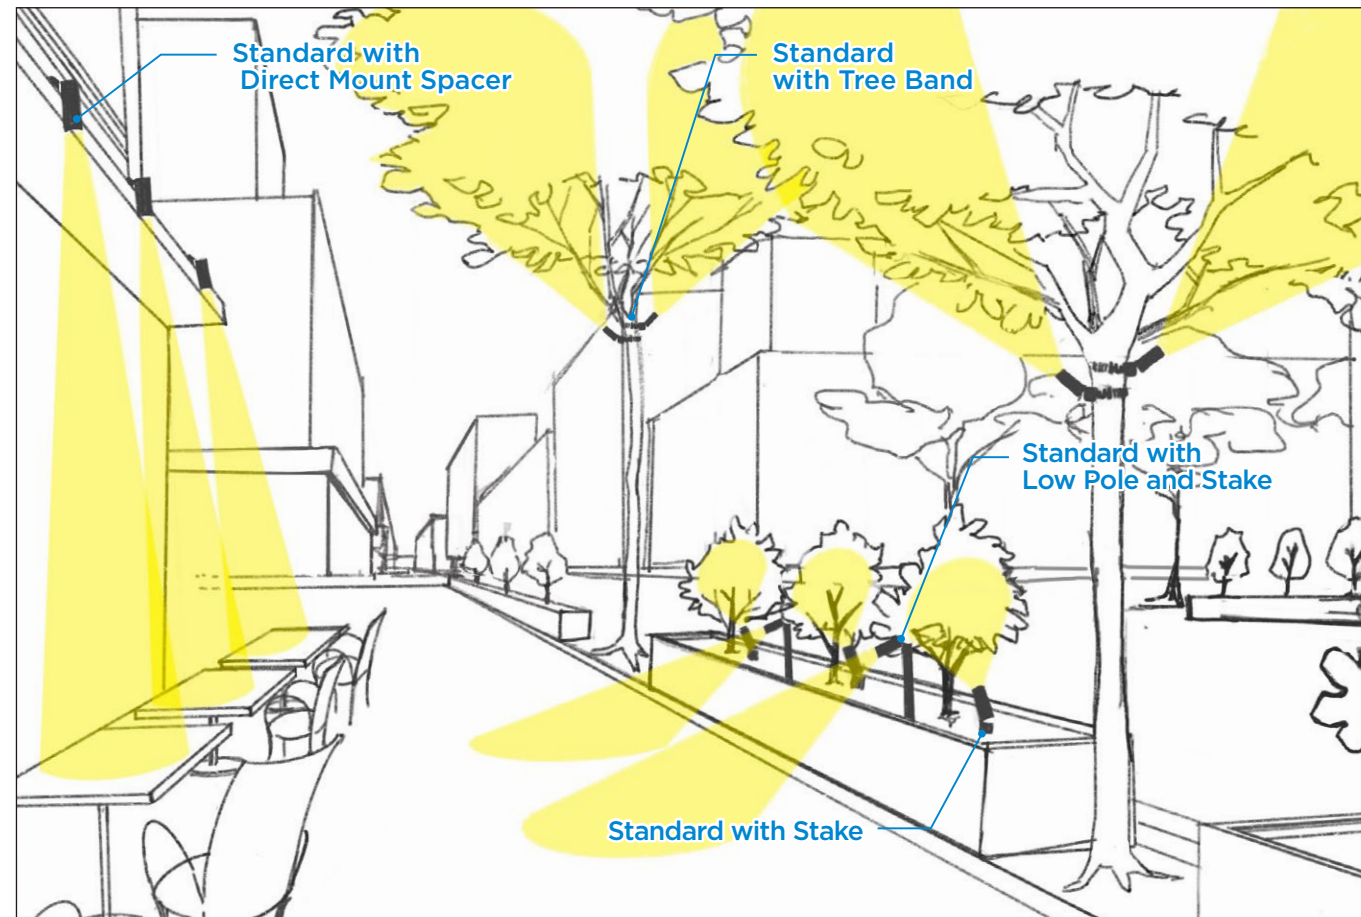 Standard with
Direct Mount Spacer
Standard
with Tree Band
Standard with
Low Pole and Stake
Standard with Stake